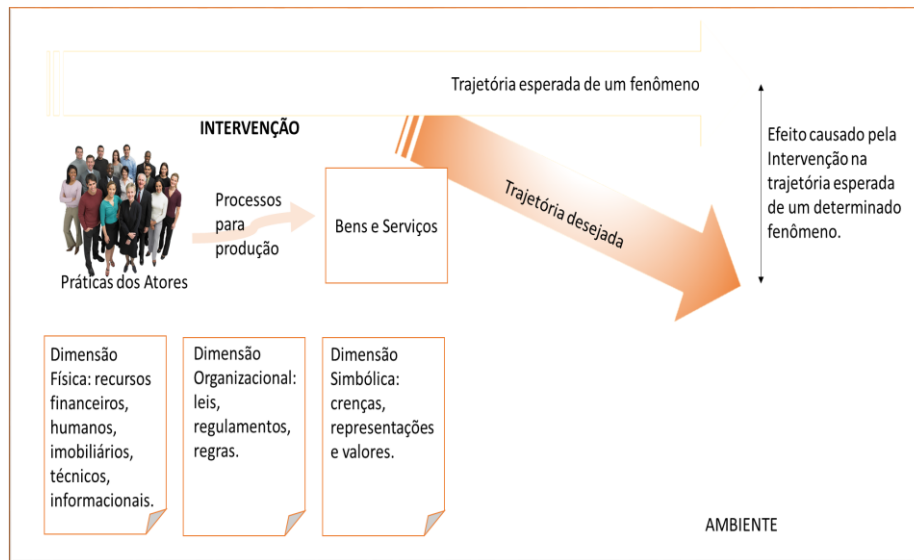 Trajetória esperada de um fenômeno
INTERVENÇÃO
Efeito causado pela
Intervenção na
trajetória esperada
de um determinado
fenômeno.
Processos
para
produção
Bens e Serviços
Trajetória desejada
Práticas dos Atores
Dimensão
Física: recursos
financeiros,
humanos,
imobiliários,
técnicos,
informacionais.
Dimensão
Organizacional:
leis,
regulamentos,
regras.
Dimensão
Simbólica:
crenças,
representações
e valores.
AMBIENTE